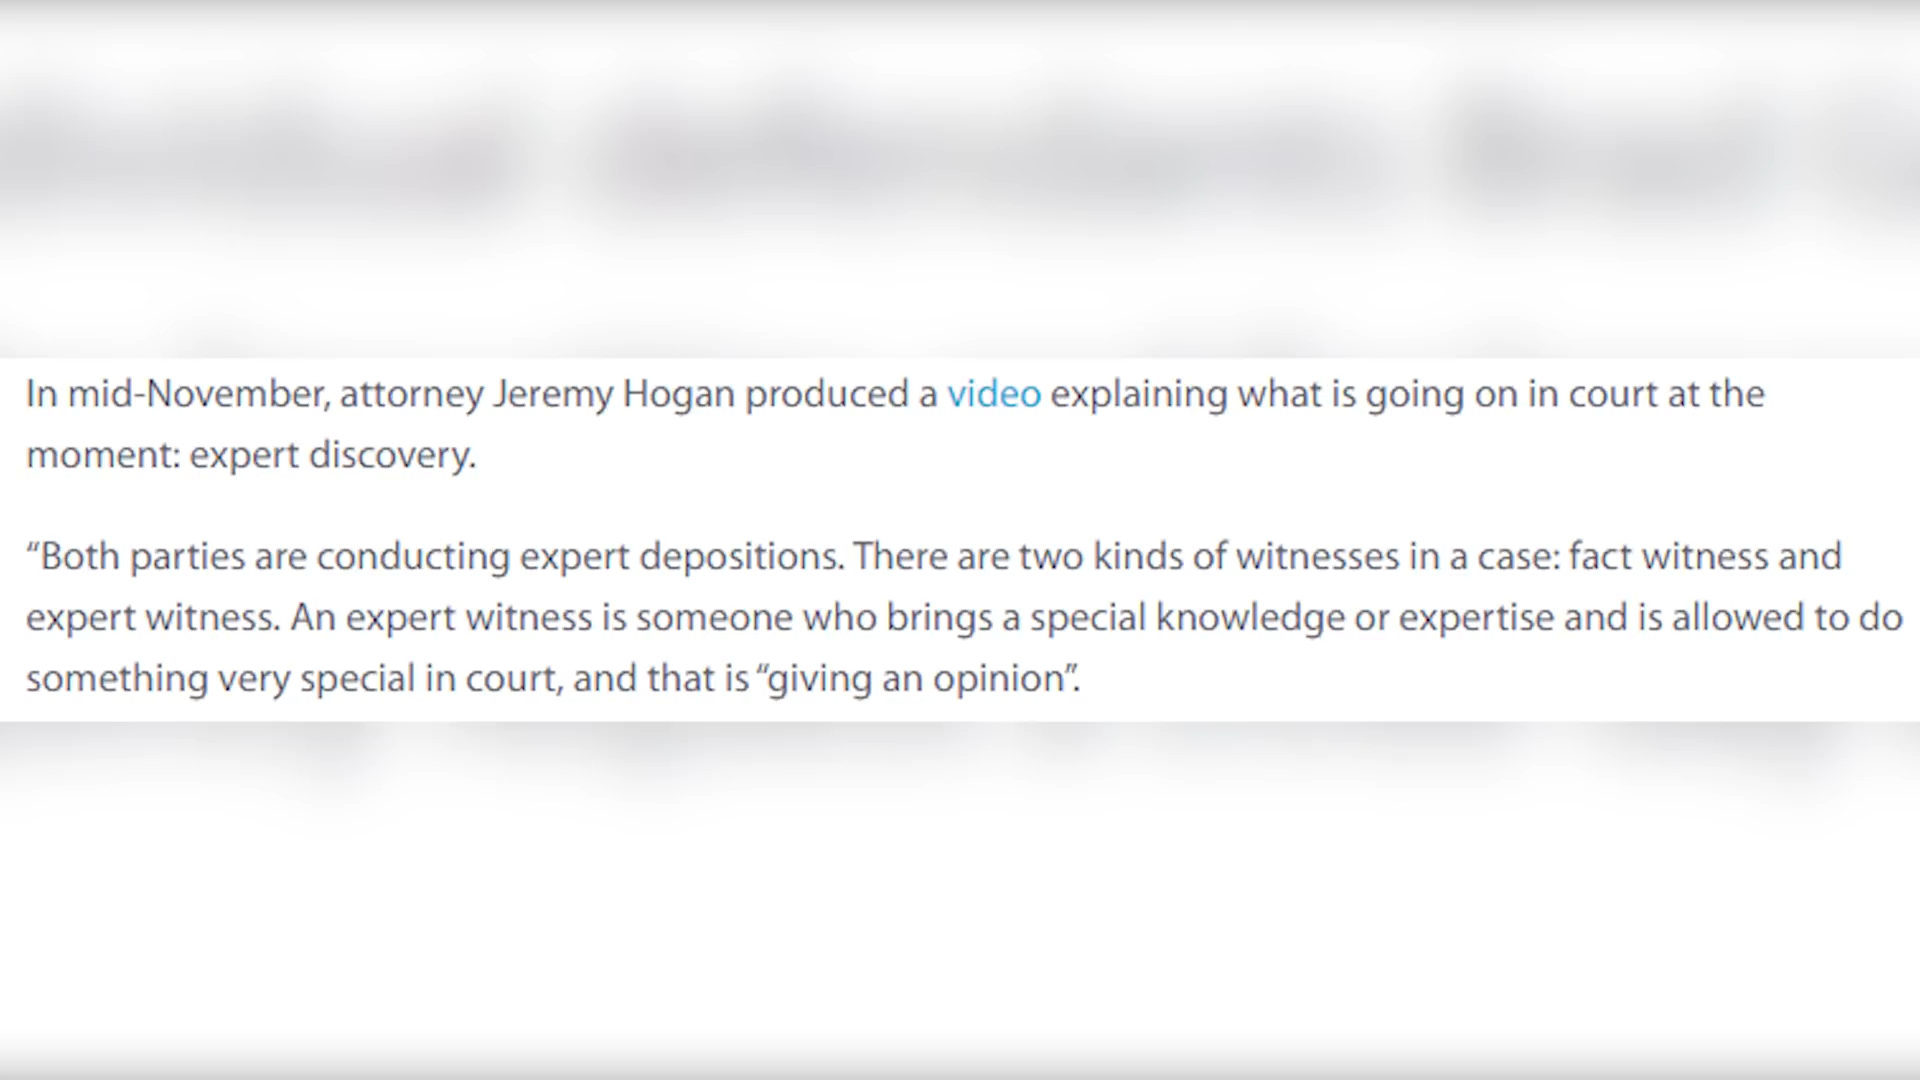 In mid-November, attorney Jeremy Hogan produced a video explaining what is going on in court at the
moment: expert discovery.
“Both parties are conducting expert depositions. There are two kinds of witnesses in a case: fact witness and
expert witness. An expert witness is someone who brings a special knowledge or expertise and is allowed to do
something very special in court, and that is “giving an opinion”.